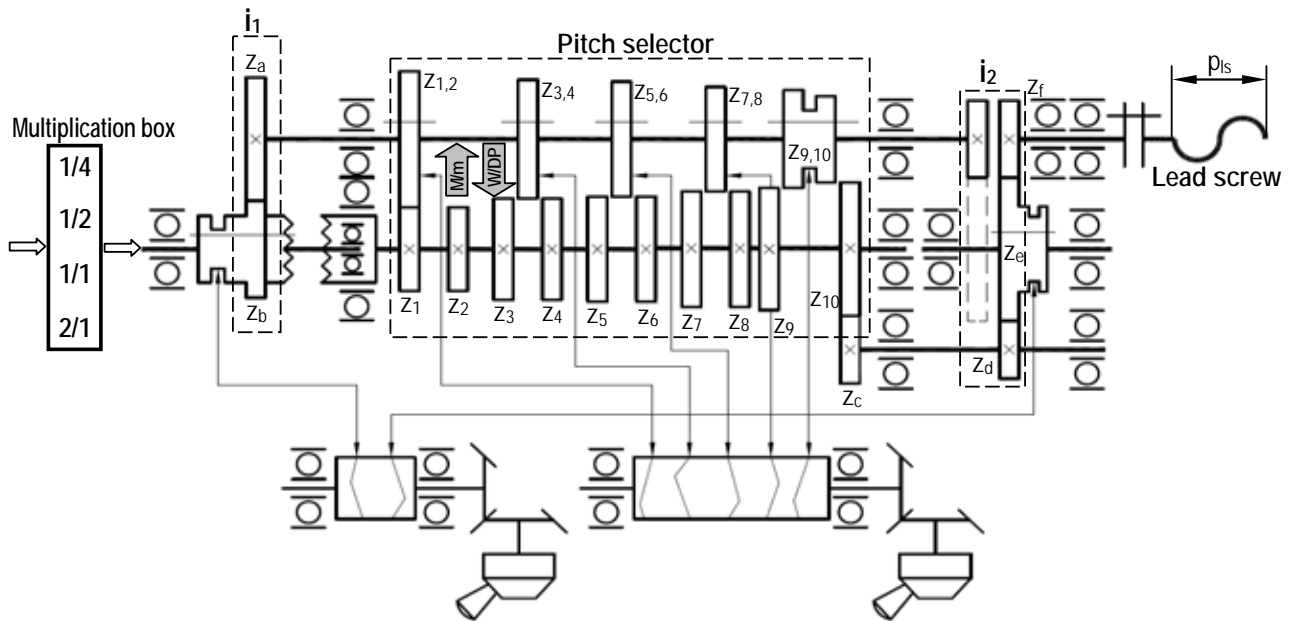 i1
Pitch selector
i2
pls
Za
Z1,2
Z3,4
Z5,6
Z7,8
Zf
Multiplication box
1/4
1/2
1/1
2/1
M/m
W/DP
Z9,10
Lead screw
Ze
Zb
Z1
Z2
Z3
Z4
Z5
Z6
Z7
Z8
Z9
Z10
Zc
Zd